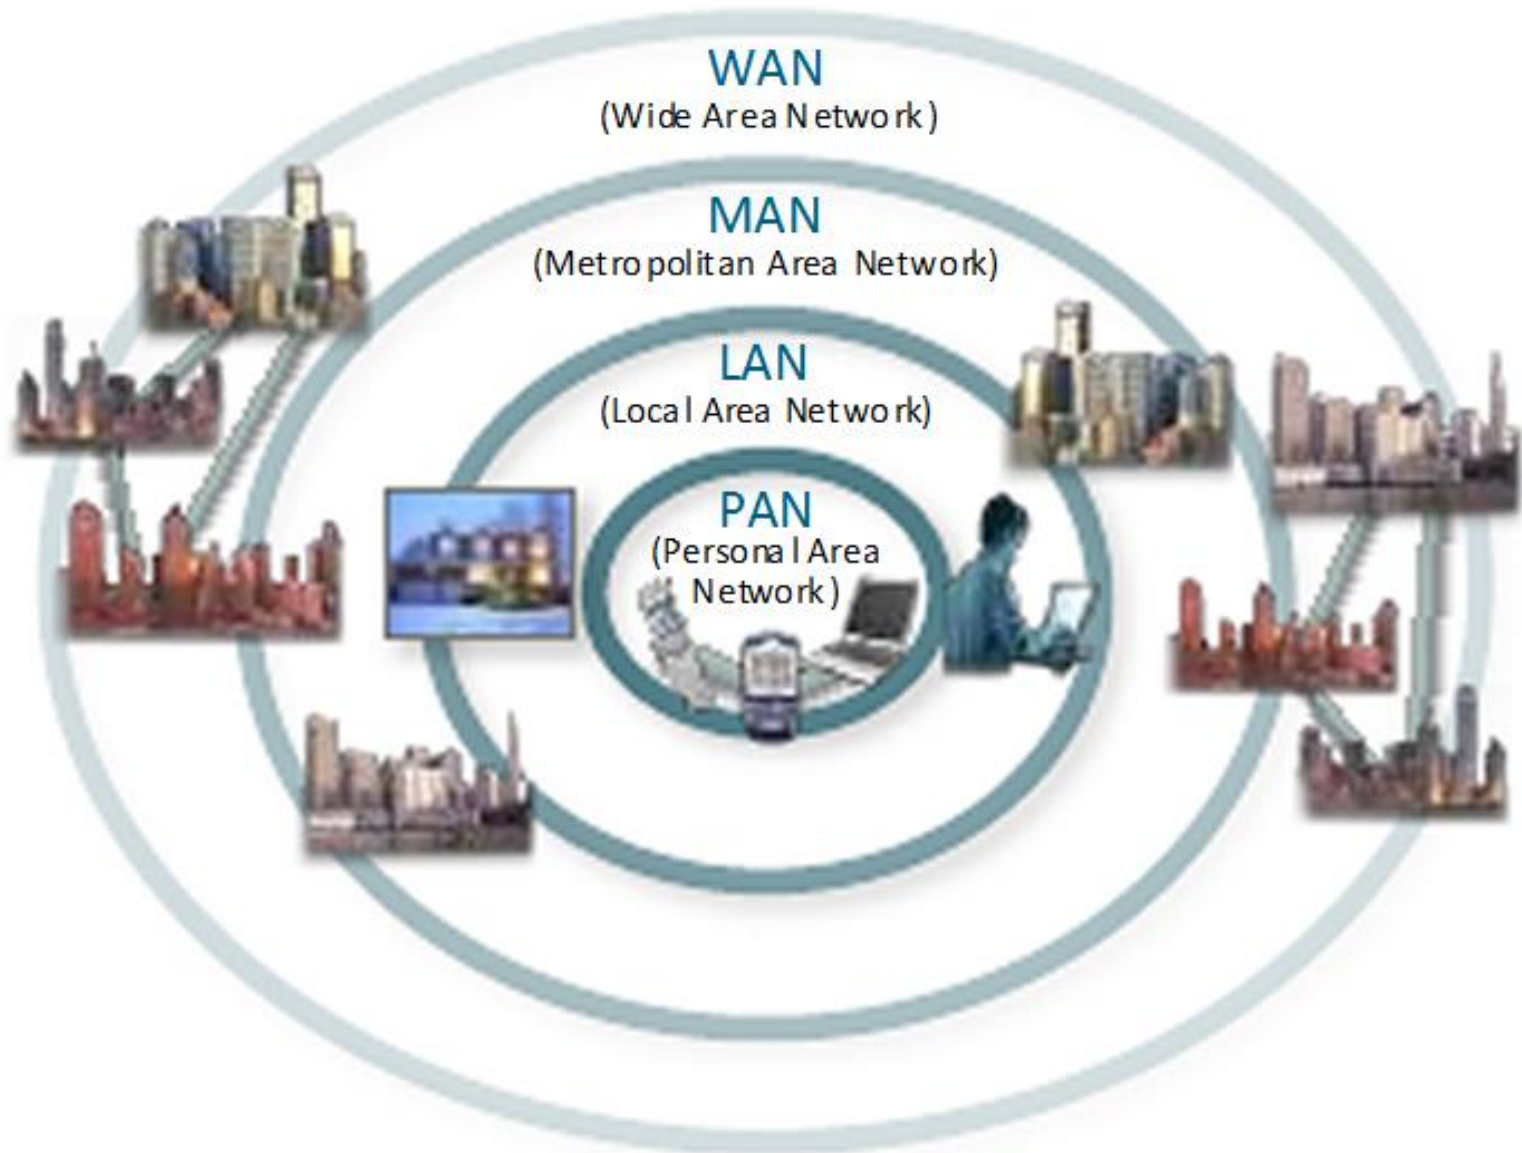 WAN
(Wide Area Network)
MAN
(Metropolitan Area Network)
LAN
(Local Area Network)
PAN
(Personal Area
Network)